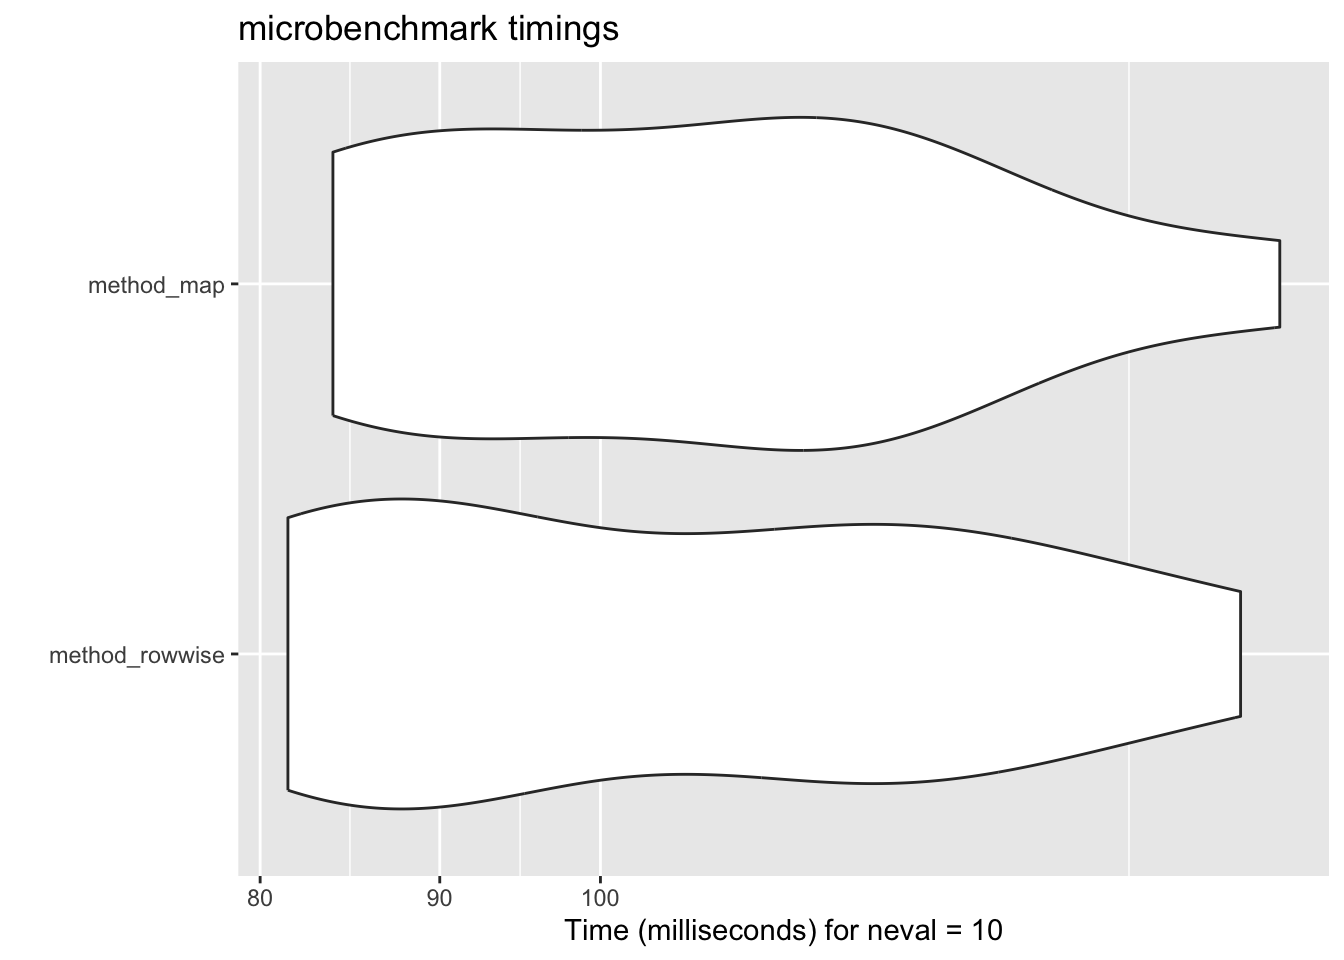 microbenchmark timings
method_map
method_rowwise
80 90 100
Time (milliseconds) for neval = 10